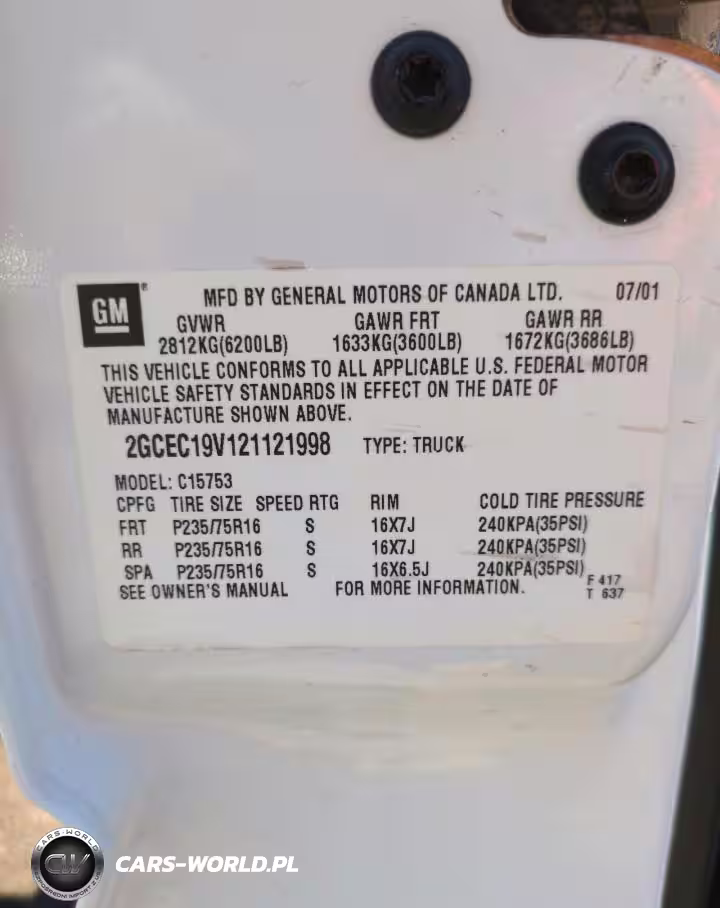 GM® MFD BY GENERAL MOTORS OF CANADA LTD. 07/01
GVWR GAWR FRT GAWR RR
2812KG(6200LB) 1633KG(3600LB) 1672KG(3686LB)
THIS VEHICLE CONFORMS TO ALL APPLICABLE U.S. FEDERAL MOTOR
VEHICLE SAFETY STANDARDS IN EFFECT ON THE DATE OF
MANUFACTURE SHOWN ABOVE.
2GCEC19V121121998 TYPE: TRUCK
MODEL: C15753
CPFG TIRE SIZE SPEED RTG RIM COLD TIRE PRESSURE
FRT P235/75R16 S 16X7J 240KPA(35PSI)
RR P235/75R16 S 16X7J 240KPA(35PSI)
SPA P235/75R16 S 16X6.5J 240KPA(35PSI)
SEE OWNER'S MANUAL FOR MORE INFORMATION.
F 417
T 637
CARS-WORLD
CW
CARS-WORLD.PL